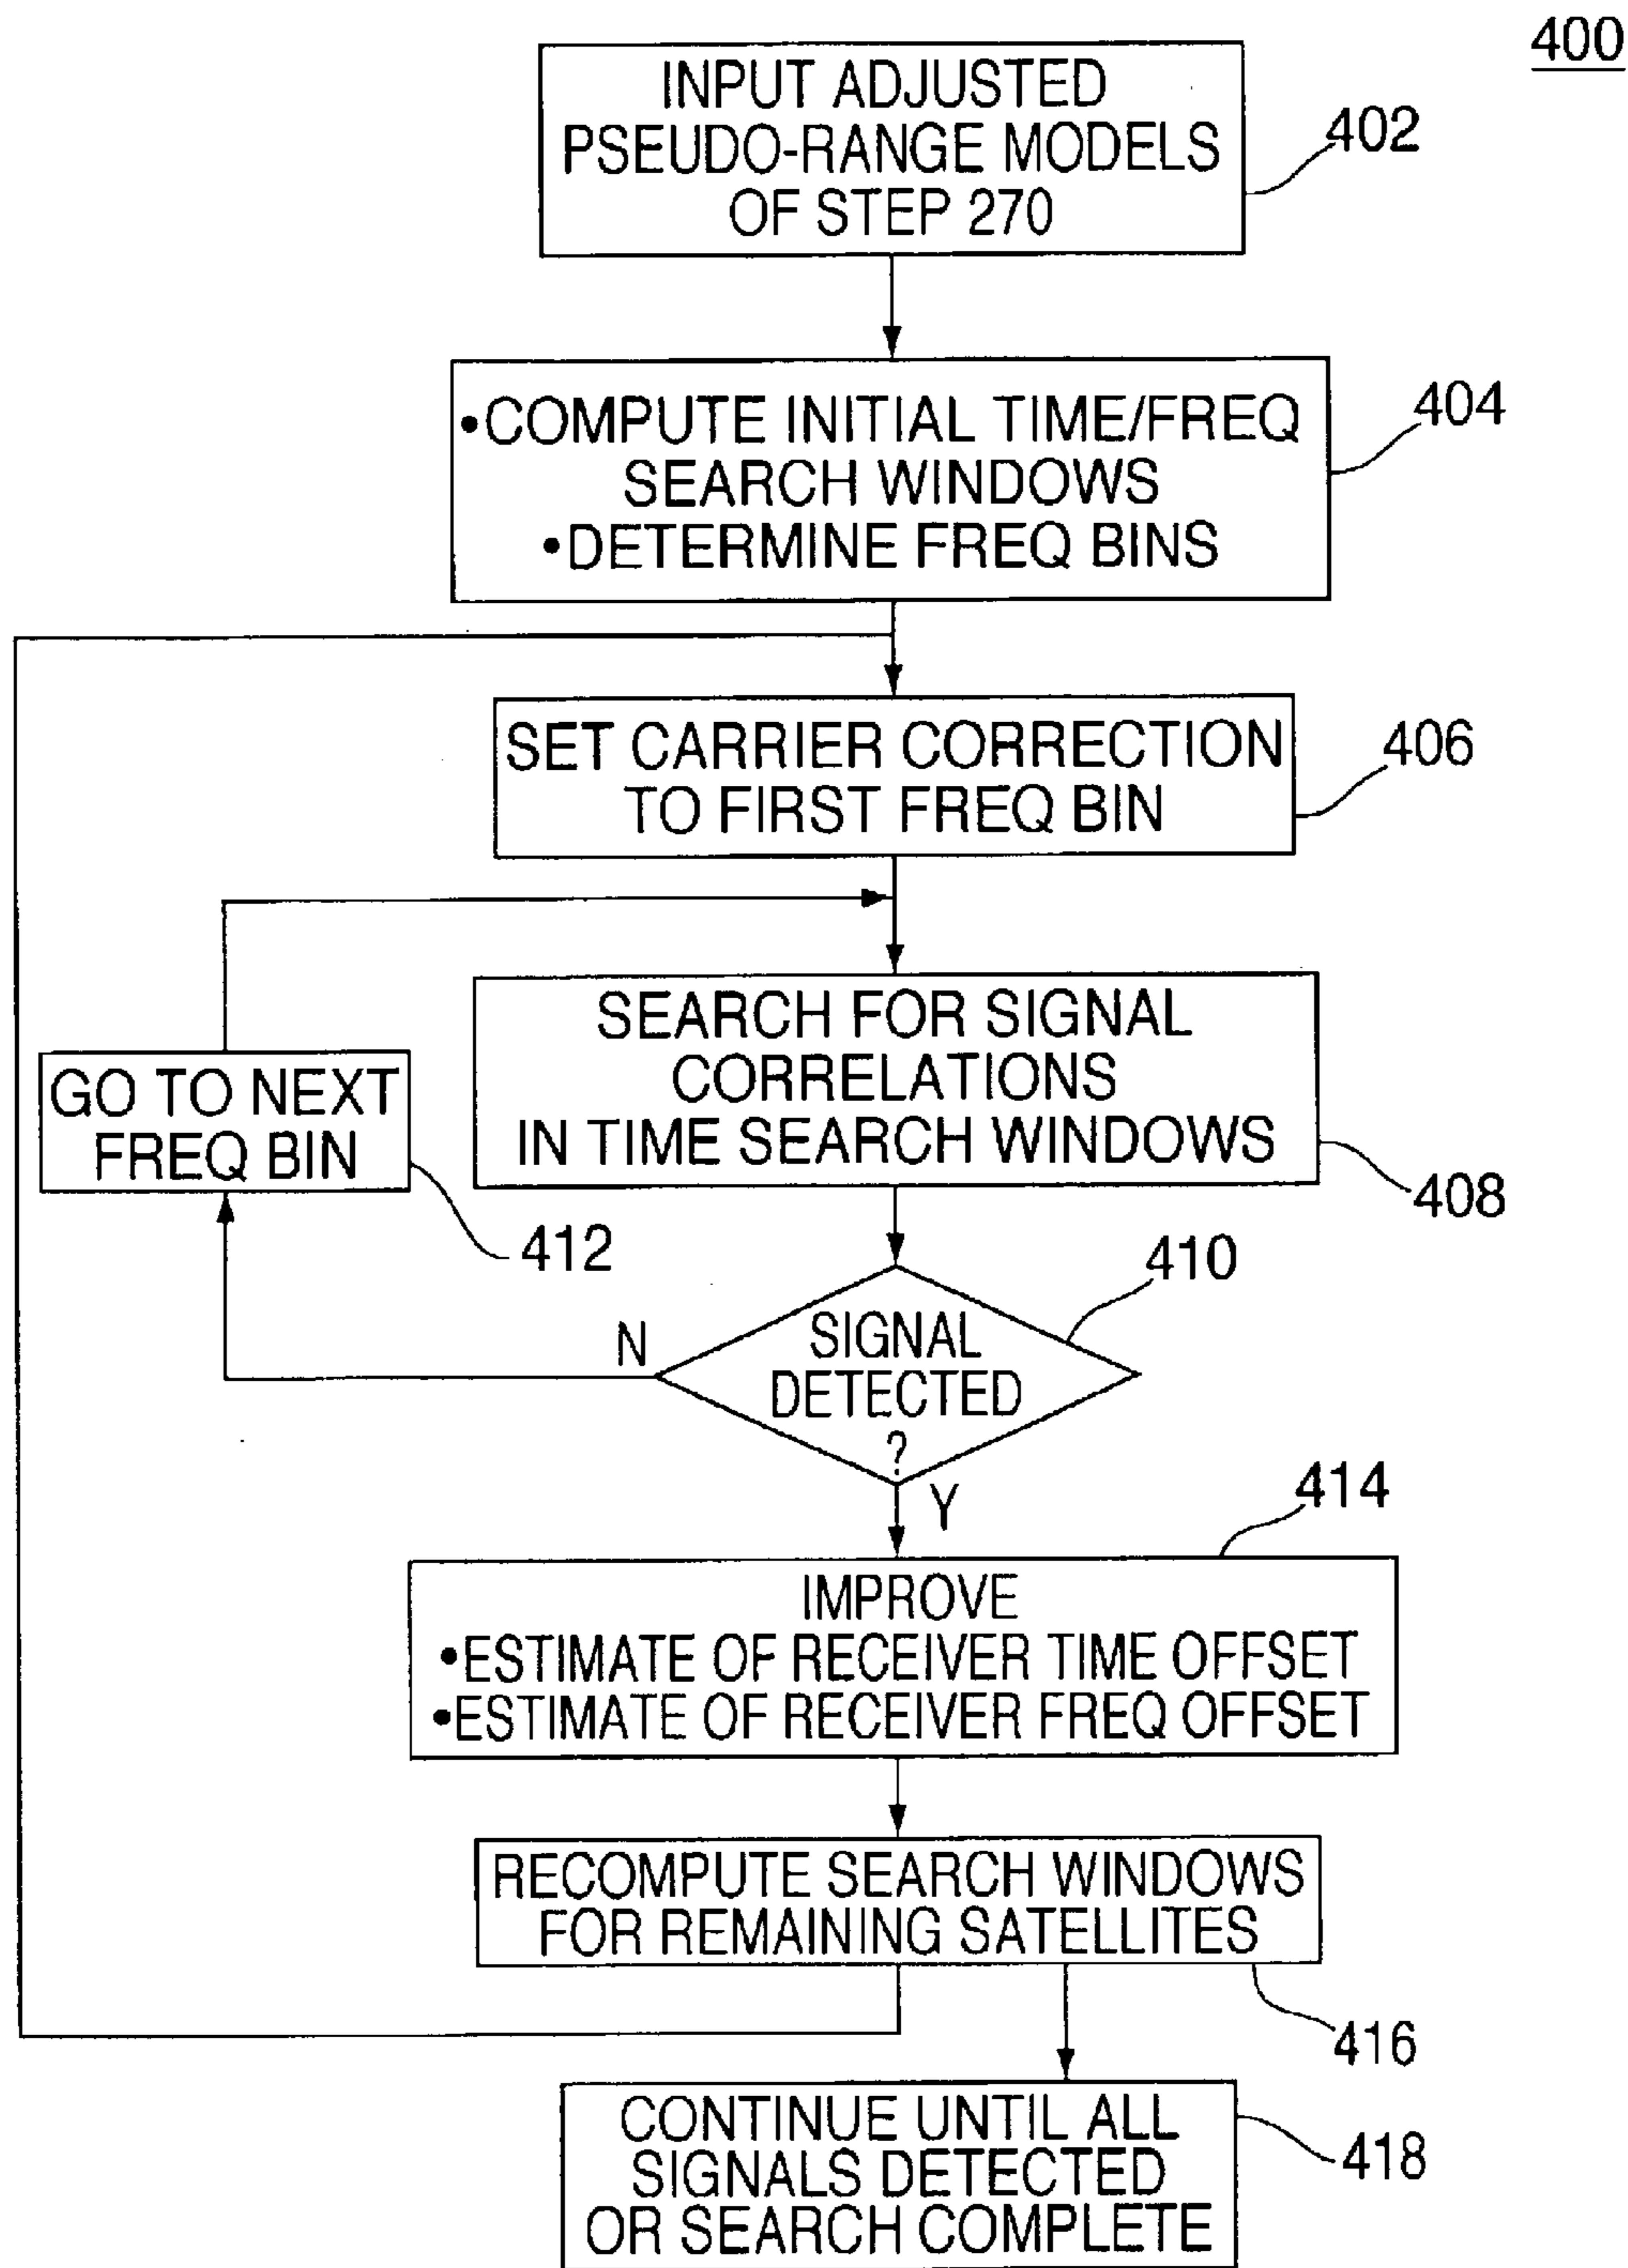 400
INPUT ADJUSTED
PSEUDO-RANGE MODELS
OF STEP 270
402
•COMPUTE INITIAL TIME/FREQ
SEARCH WINDOWS
•DETERMINE FREQ BINS
404
SET CARRIER CORRECTION
TO FIRST FREQ BIN
406
SEARCH FOR SIGNAL
CORRELATIONS
IN TIME SEARCH WINDOWS
408
GO TO NEXT
FREQ BIN
412
410
SIGNAL
DETECTED
?
N
Y
414
IMPROVE
•ESTIMATE OF RECEIVER TIME OFFSET
•ESTIMATE OF RECEIVER FREQ OFFSET
RECOMPUTE SEARCH WINDOWS
FOR REMAINING SATELLITES
416
CONTINUE UNTIL ALL
SIGNALS DETECTED
OR SEARCH COMPLETE
418